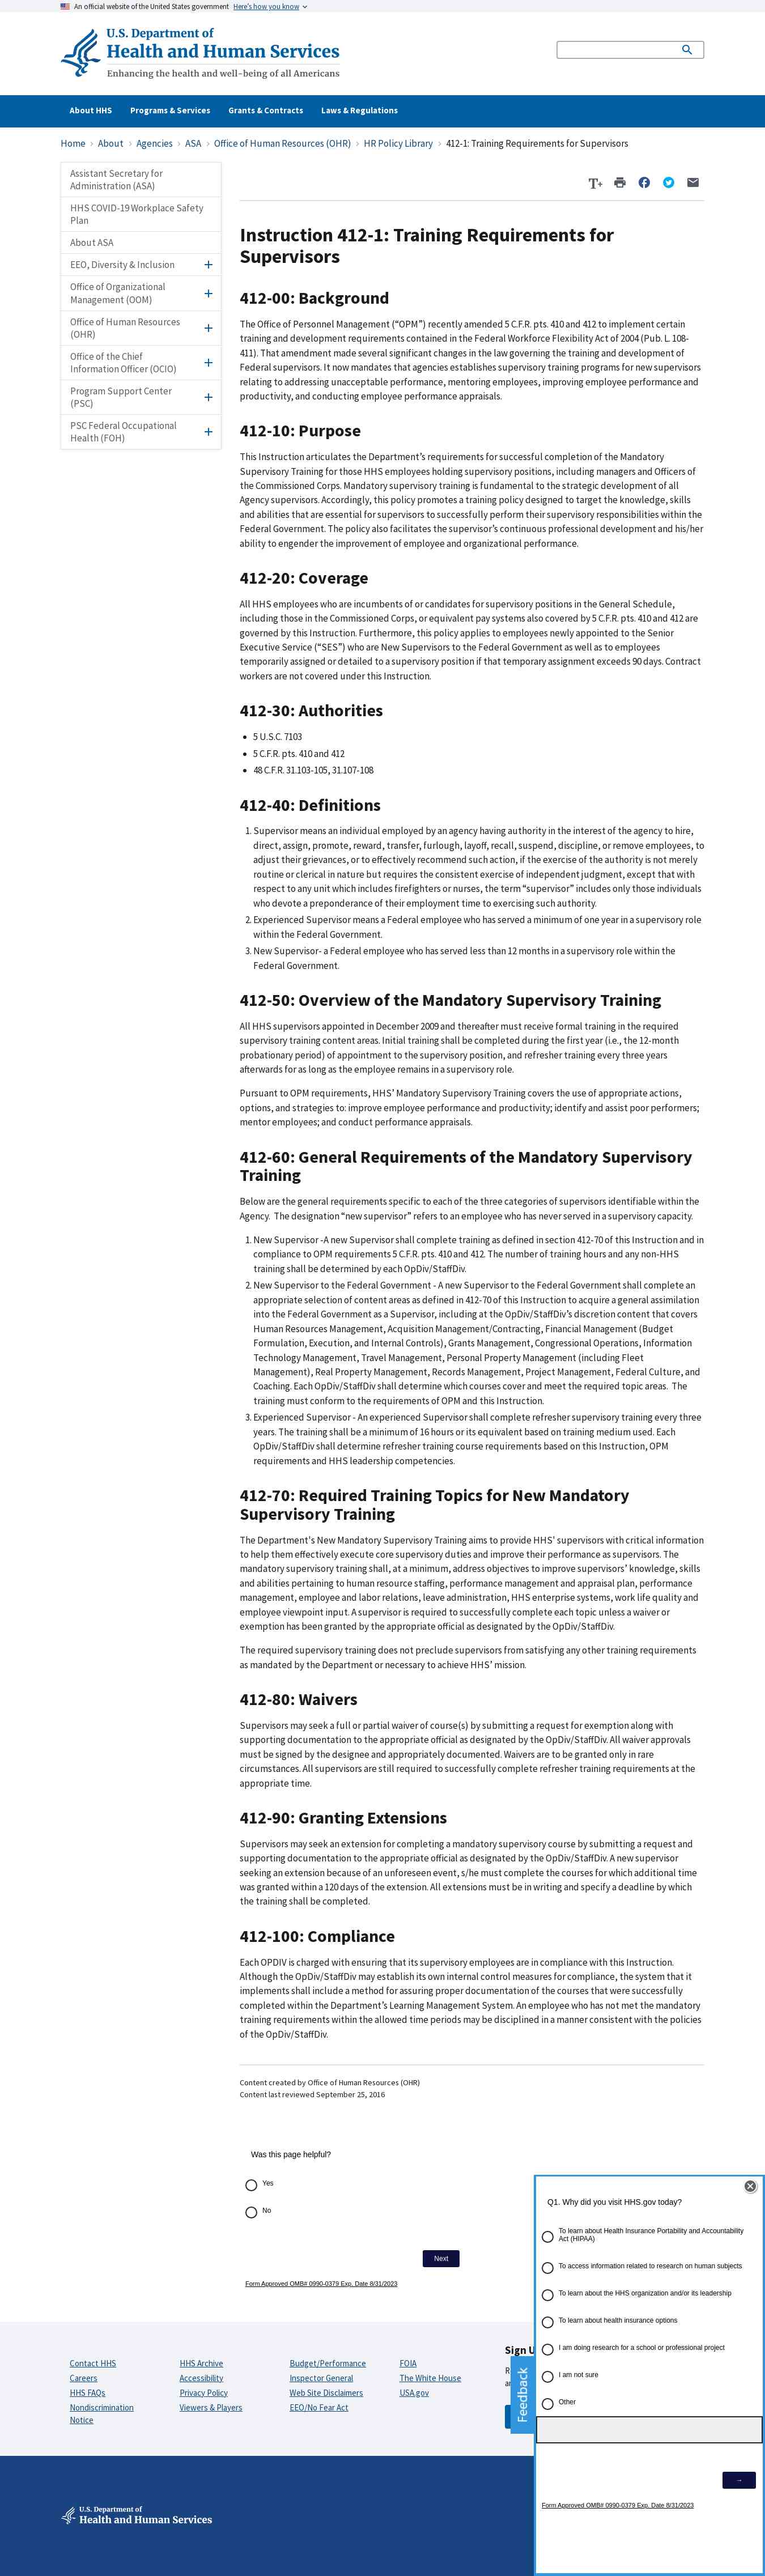 An official website of the United States government Here's how you know
U.S. Department of
Health and Human Services
Enhancing the health and well-being of all Americans
About HHS Programs & Services Grants & Contracts Laws & Regulations
Home › About › Agencies › ASA › Office of Human Resources (OHR) › HR Policy Library › 412-1: Training Requirements for Supervisors
Assistant Secretary for
Administration (ASA)
HHS COVID-19 Workplace Safety
Plan
About ASA
EEO, Diversity & Inclusion
Office of Organizational
Management (OOM)
Office of Human Resources
(OHR)
Office of the Chief
Information Officer (OCIO)
Program Support Center
(PSC)
PSC Federal Occupational
Health (FOH)
T+
Instruction 412-1: Training Requirements for
Supervisors
412-00: Background
The Office of Personnel Management (“OPM”) recently amended 5 C.F.R. pts. 410 and 412 to implement certain
training and development requirements contained in the Federal Workforce Flexibility Act of 2004 (Pub. L. 108-
411). That amendment made several significant changes in the law governing the training and development of
Federal supervisors. It now mandates that agencies establishes supervisory training programs for new supervisors
relating to addressing unacceptable performance, mentoring employees, improving employee performance and
productivity, and conducting employee performance appraisals.
412-10: Purpose
This Instruction articulates the Department’s requirements for successful completion of the Mandatory
Supervisory Training for those HHS employees holding supervisory positions, including managers and Officers of
the Commissioned Corps. Mandatory supervisory training is fundamental to the strategic development of all
Agency supervisors. Accordingly, this policy promotes a training policy designed to target the knowledge, skills
and abilities that are essential for supervisors to successfully perform their supervisory responsibilities within the
Federal Government. The policy also facilitates the supervisor’s continuous professional development and his/her
ability to engender the improvement of employee and organizational performance.
412-20: Coverage
All HHS employees who are incumbents of or candidates for supervisory positions in the General Schedule,
including those in the Commissioned Corps, or equivalent pay systems also covered by 5 C.F.R. pts. 410 and 412 are
governed by this Instruction. Furthermore, this policy applies to employees newly appointed to the Senior
Executive Service (“SES”) who are New Supervisors to the Federal Government as well as to employees
temporarily assigned or detailed to a supervisory position if that temporary assignment exceeds 90 days. Contract
workers are not covered under this Instruction.
412-30: Authorities
• 5 U.S.C. 7103
• 5 C.F.R. pts. 410 and 412
• 48 C.F.R. 31.103-105, 31.107-108
412-40: Definitions
1. Supervisor means an individual employed by an agency having authority in the interest of the agency to hire,
direct, assign, promote, reward, transfer, furlough, layoff, recall, suspend, discipline, or remove employees, to
adjust their grievances, or to effectively recommend such action, if the exercise of the authority is not merely
routine or clerical in nature but requires the consistent exercise of independent judgment, except that with
respect to any unit which includes firefighters or nurses, the term “supervisor” includes only those individuals
who devote a preponderance of their employment time to exercising such authority.
2. Experienced Supervisor means a Federal employee who has served a minimum of one year in a supervisory role
within the Federal Government.
3. New Supervisor- a Federal employee who has served less than 12 months in a supervisory role within the
Federal Government.
412-50: Overview of the Mandatory Supervisory Training
All HHS supervisors appointed in December 2009 and thereafter must receive formal training in the required
supervisory training content areas. Initial training shall be completed during the first year (i.e., the 12-month
probationary period) of appointment to the supervisory position, and refresher training every three years
afterwards for as long as the employee remains in a supervisory role.
Pursuant to OPM requirements, HHS’ Mandatory Supervisory Training covers the use of appropriate actions,
options, and strategies to: improve employee performance and productivity; identify and assist poor performers;
mentor employees; and conduct performance appraisals.
412-60: General Requirements of the Mandatory Supervisory
Training
Below are the general requirements specific to each of the three categories of supervisors identifiable within the
Agency. The designation “new supervisor” refers to an employee who has never served in a supervisory capacity.
1. New Supervisor -A new Supervisor shall complete training as defined in section 412-70 of this Instruction and in
compliance to OPM requirements 5 C.F.R. pts. 410 and 412. The number of training hours and any non-HHS
training shall be determined by each OpDiv/StaffDiv.
2. New Supervisor to the Federal Government - A new Supervisor to the Federal Government shall complete an
appropriate selection of content areas as defined in 412-70 of this Instruction to acquire a general assimilation
into the Federal Government as a Supervisor, including at the OpDiv/StaffDiv’s discretion content that covers
Human Resources Management, Acquisition Management/Contracting, Financial Management (Budget
Formulation, Execution, and Internal Controls), Grants Management, Congressional Operations, Information
Technology Management, Travel Management, Personal Property Management (including Fleet
Management), Real Property Management, Records Management, Project Management, Federal Culture, and
Coaching. Each OpDiv/StaffDiv shall determine which courses cover and meet the required topic areas. The
training must conform to the requirements of OPM and this Instruction.
3. Experienced Supervisor - An experienced Supervisor shall complete refresher supervisory training every three
years. The training shall be a minimum of 16 hours or its equivalent based on training medium used. Each
OpDiv/StaffDiv shall determine refresher training course requirements based on this Instruction, OPM
requirements and HHS leadership competencies.
412-70: Required Training Topics for New Mandatory
Supervisory Training
The Department's New Mandatory Supervisory Training aims to provide HHS' supervisors with critical information
to help them effectively execute core supervisory duties and improve their performance as supervisors. The
mandatory supervisory training shall, at a minimum, address objectives to improve supervisors’ knowledge, skills
and abilities pertaining to human resource staffing, performance management and appraisal plan, performance
management, employee and labor relations, leave administration, HHS enterprise systems, work life quality and
employee viewpoint input. A supervisor is required to successfully complete each topic unless a waiver or
exemption has been granted by the appropriate official as designated by the OpDiv/StaffDiv.
The required supervisory training does not preclude supervisors from satisfying any other training requirements
as mandated by the Department or necessary to achieve HHS’ mission.
412-80: Waivers
Supervisors may seek a full or partial waiver of course(s) by submitting a request for exemption along with
supporting documentation to the appropriate official as designated by the OpDiv/StaffDiv. All waiver approvals
must be signed by the designee and appropriately documented. Waivers are to be granted only in rare
circumstances. All supervisors are still required to successfully complete refresher training requirements at the
appropriate time.
412-90: Granting Extensions
Supervisors may seek an extension for completing a mandatory supervisory course by submitting a request and
supporting documentation to the appropriate official as designated by the OpDiv/StaffDiv. A new supervisor
seeking an extension because of an unforeseen event, s/he must complete the courses for which additional time
was granted within a 120 days of the extension. All extensions must be in writing and specify a deadline by which
the training shall be completed.
412-100: Compliance
Each OPDIV is charged with ensuring that its supervisory employees are in compliance with this Instruction.
Although the OpDiv/StaffDiv may establish its own internal control measures for compliance, the system that it
implements shall include a method for assuring proper documentation of the courses that were successfully
completed within the Department’s Learning Management System. An employee who has not met the mandatory
training requirements within the allowed time periods may be disciplined in a manner consistent with the policies
of the OpDiv/StaffDiv.
Content created by Office of Human Resources (OHR)
Content last reviewed September 25, 2016
Was this page helpful?
Yes
No
Next
Form Approved OMB# 0990-0379 Exp. Date 8/31/2023
Q1. Why did you visit HHS.gov today?
To learn about Health Insurance Portability and Accountability
Act (HIPAA)
To access information related to research on human subjects
To learn about the HHS organization and/or its leadership
To learn about health insurance options
I am doing research for a school or professional project
I am not sure
Other
→
Form Approved OMB# 0990-0379 Exp. Date 8/31/2023
Feedback
Sign U
Contact HHS HHS Archive Budget/Performance FOIA
Careers Accessibility Inspector General The White House
HHS FAQs Privacy Policy Web Site Disclaimers USA.gov
Nondiscrimination Viewers & Players EEO/No Fear Act
Notice
U.S. Department of
Health and Human Services